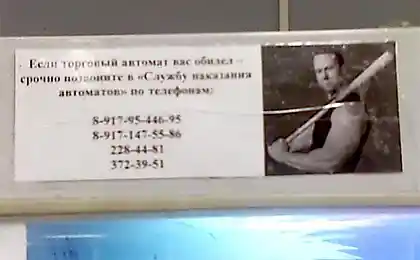 Если торговый автомат вас обидел –
срочно позвоните в «Службу наказания
автоматов» по телефонам:
8-917-95-446-95
8-917-147-55-86
228-44-81
372-39-51